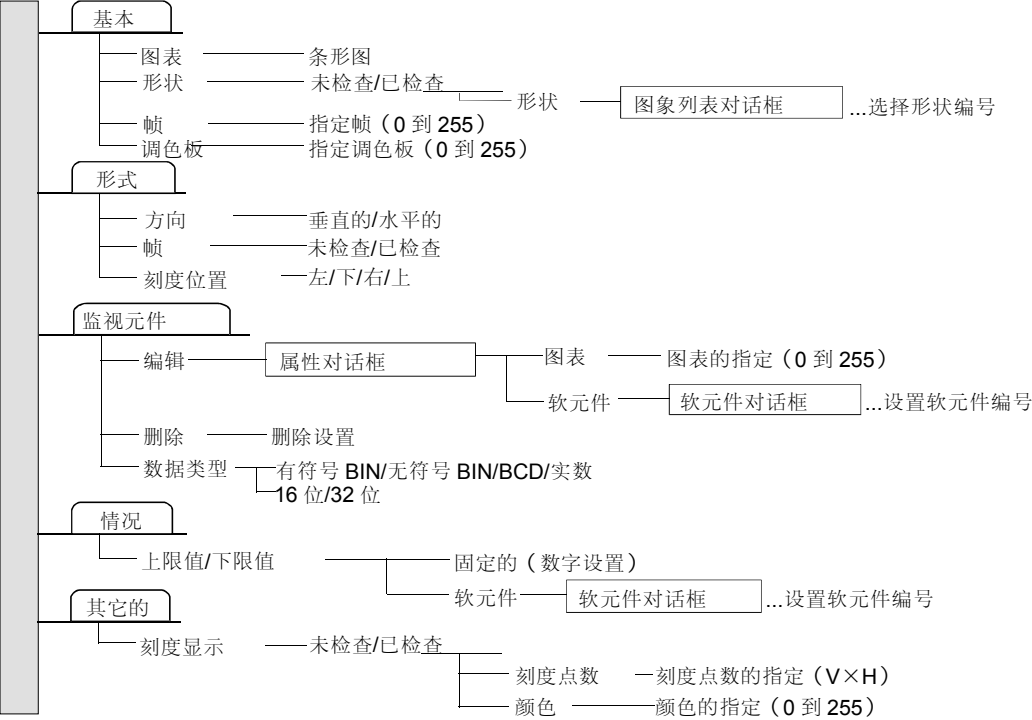 基本
图表 条形图
形状 未检查/已检查 形状 图象列表对话框 ...选择形状编号
帧 指定帧（0 到 255）
调色板 指定调色板（0 到 255）
形式
方向 垂直的/水平的
帧 未检查/已检查
刻度位置 左/下/右/上
监视元件
编辑 属性对话框 图表 图表的指定（0 到 255）
软元件 软元件对话框 ...设置软元件编号
删除 删除设置
数据类型 有符号 BIN/无符号 BIN/BCD/实数
16 位/32 位
情况
上限值/下限值 固定的（数字设置）
软元件 软元件对话框 ...设置软元件编号
其它的
刻度显示 未检查/已检查
刻度点数 刻度点数的指定（V×H）
颜色 颜色的指定（0 到 255）